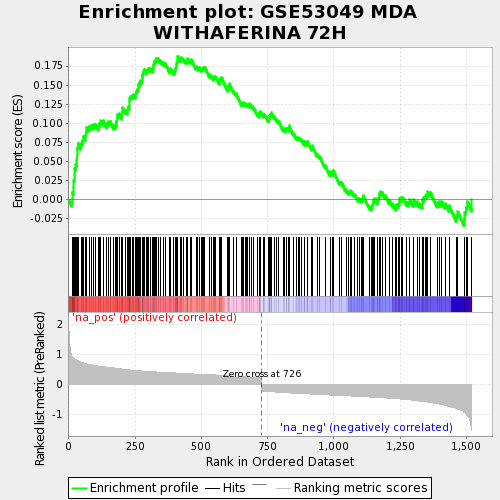 Enrichment plot: GSE53049 MDA
WITHAFERINA 72H
Enrichment score (ES)
0.175
0.150
0.125
0.100
0.075
0.050
0.025
0.000
-0.025
'na_pos' (positively correlated)
Ranked list metric (PreRanked)
2
1
0
-1
Zero cross at 726
'na_neg' (negatively correlated)
0
250
500
750
1,000
1,250
1,500
Rank in Ordered Dataset
Enrichment profile
Hits
Ranking metric scores